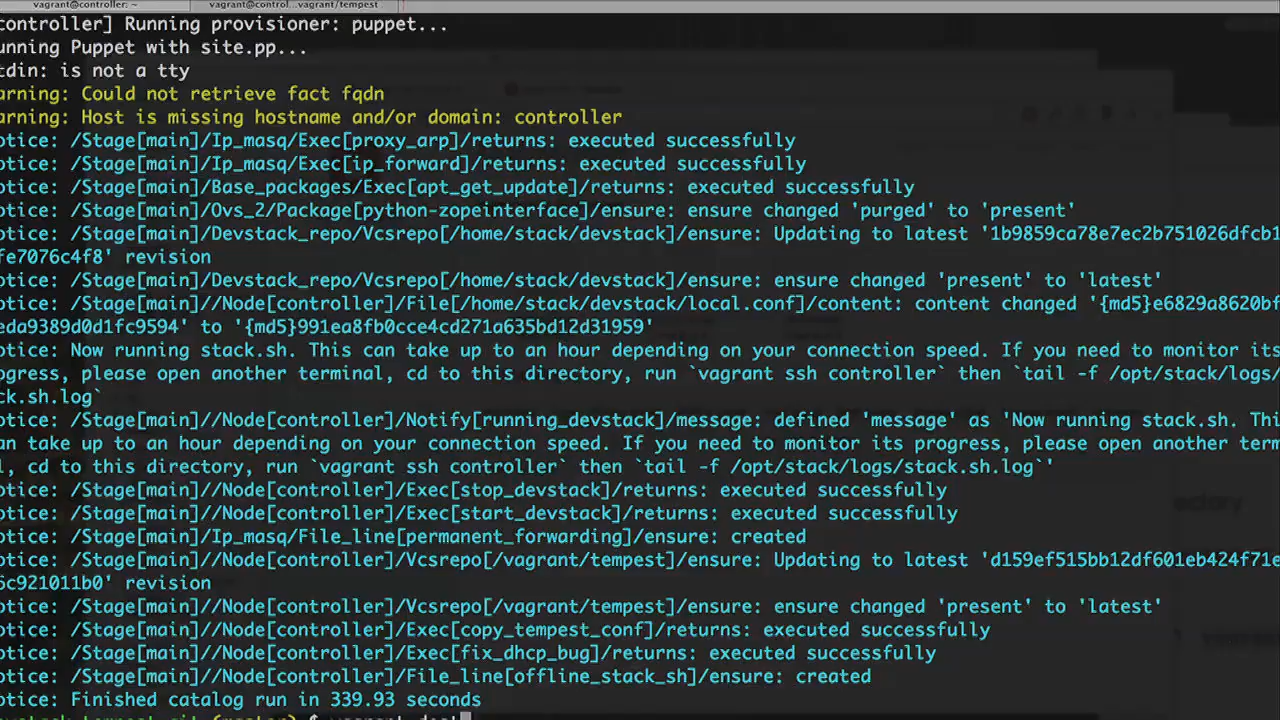 vagrant@controller: ~ vagrant@control...vagrant/tempest
controller] Running provisioner: puppet...
unning Puppet with site.pp...
tdin: is not a tty
arning: Could not retrieve fact fqdn
arning: Host is missing hostname and/or domain: controller
otice: /Stage[main]/Ip_masq/Exec[proxy_arp]/returns: executed successfully
otice: /Stage[main]/Ip_masq/Exec[ip_forward]/returns: executed successfully
otice: /Stage[main]/Base_packages/Exec[apt_get_update]/returns: executed successfully
otice: /Stage[main]/Ovs_2/Package[python-zopeinterface]/ensure: ensure changed 'purged' to 'present'
otice: /Stage[main]/Devstack_repo/Vcsrepo[/home/stack/devstack]/ensure: Updating to latest '1b9859ca78e7ec2b751026dfcb1
fe7076c4f8' revision
otice: /Stage[main]/Devstack_repo/Vcsrepo[/home/stack/devstack]/ensure: ensure changed 'present' to 'latest'
otice: /Stage[main]//Node[controller]/File[/home/stack/devstack/local.conf]/content: content changed '{md5}e6829a8620bf
eda9389d0d1fc9594' to '{md5}991ea8fb0cce4cd271a635bd12d31959'
otice: Now running stack.sh. This can take up to an hour depending on your connection speed. If you need to monitor its
ogress, please open another terminal, cd to this directory, run `vagrant ssh controller` then `tail -f /opt/stack/logs/
ck.sh.log`
otice: /Stage[main]//Node[controller]/Notify[running_devstack]/message: defined 'message' as 'Now running stack.sh. Thi
an take up to an hour depending on your connection speed. If you need to monitor its progress, please open another term
l, cd to this directory, run `vagrant ssh controller` then `tail -f /opt/stack/logs/stack.sh.log`'
otice: /Stage[main]//Node[controller]/Exec[stop_devstack]/returns: executed successfully
otice: /Stage[main]//Node[controller]/Exec[start_devstack]/returns: executed successfully
otice: /Stage[main]/Ip_masq/File_line[permanent_forwarding]/ensure: created
otice: /Stage[main]//Node[controller]/Vcsrepo[/vagrant/tempest]/ensure: Updating to latest 'd159ef515bb12df601eb424f71e
6c921011b0' revision
otice: /Stage[main]//Node[controller]/Vcsrepo[/vagrant/tempest]/ensure: ensure changed 'present' to 'latest'
otice: /Stage[main]//Node[controller]/Exec[copy_tempest_conf]/returns: executed successfully
otice: /Stage[main]//Node[controller]/Exec[fix_dhcp_bug]/returns: executed successfully
otice: /Stage[main]//Node[controller]/File_line[offline_stack_sh]/ensure: created
otice: Finished catalog run in 339.93 seconds
(master) $ vagrant dest